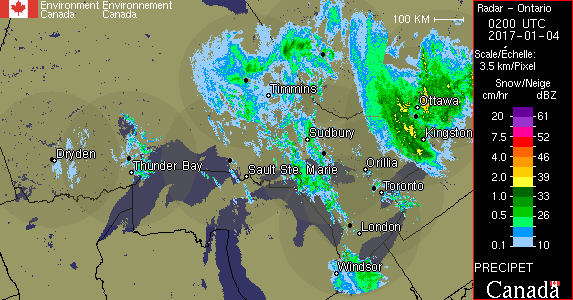 Environment Environnement
Canada Canada
100 KM
Timmins
Ottawa
Sudbury
Kingston
Dryden
Thunder Bay
Sault Ste. Marie
Orillia
Toronto
London
Windsor
Radar - Ontario
0200 UTC
2017-01-04
Scale/Échelle:
3.5 km/Pixel
Snow/Neige
cm/hr dBZ
20 61
7.5 52
4.0 46
2.0 39
1.0 33
0.5 26
0.1 10
PRECIPET
Canada